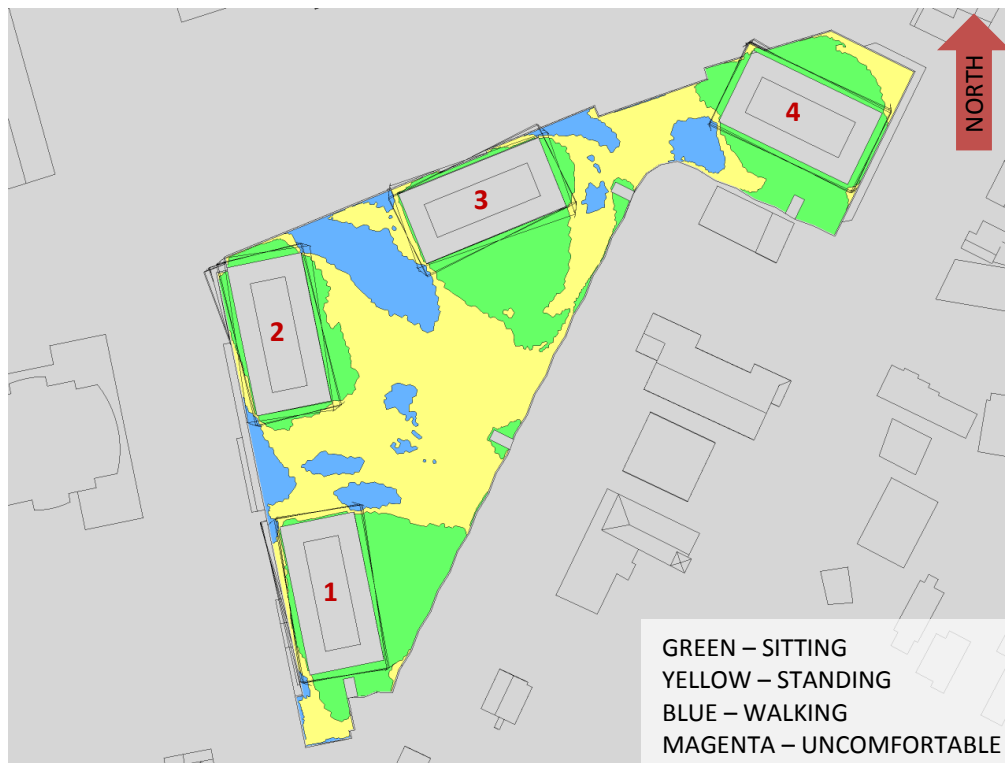 NORTH
4
3
2
1
GREEN – SITTING
YELLOW – STANDING
BLUE – WALKING
MAGENTA – UNCOMFORTABLE